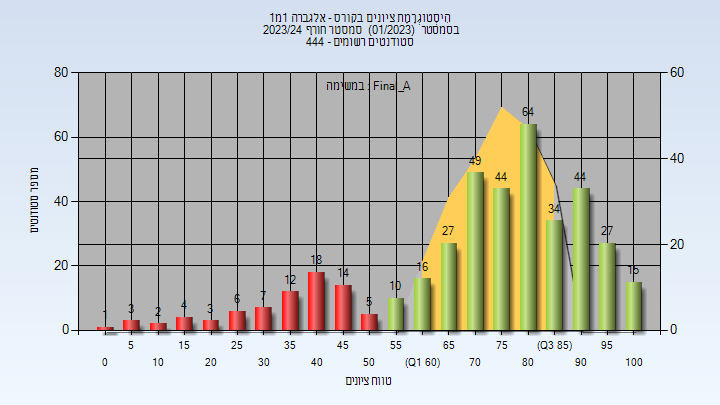 היסטוגרמת ציונים בקורס - אלגברה 1מ1
בסמסטר (01/2023) סמסטר חורף 2023/24
סטודנטים רשומים - 444
במשימה : Final_A
מספר סטודנטים
80
60
40
20
0
60
40
20
0
1 3 2 4 3 6 7 12 18 14 5 10 16 27 49 44 64 34 44 27 15
5 15 25 35 45 55 65 75 (Q3 85) 95
0 10 20 30 40 50 (Q1 60) 70 80 90 100
טווח ציונים